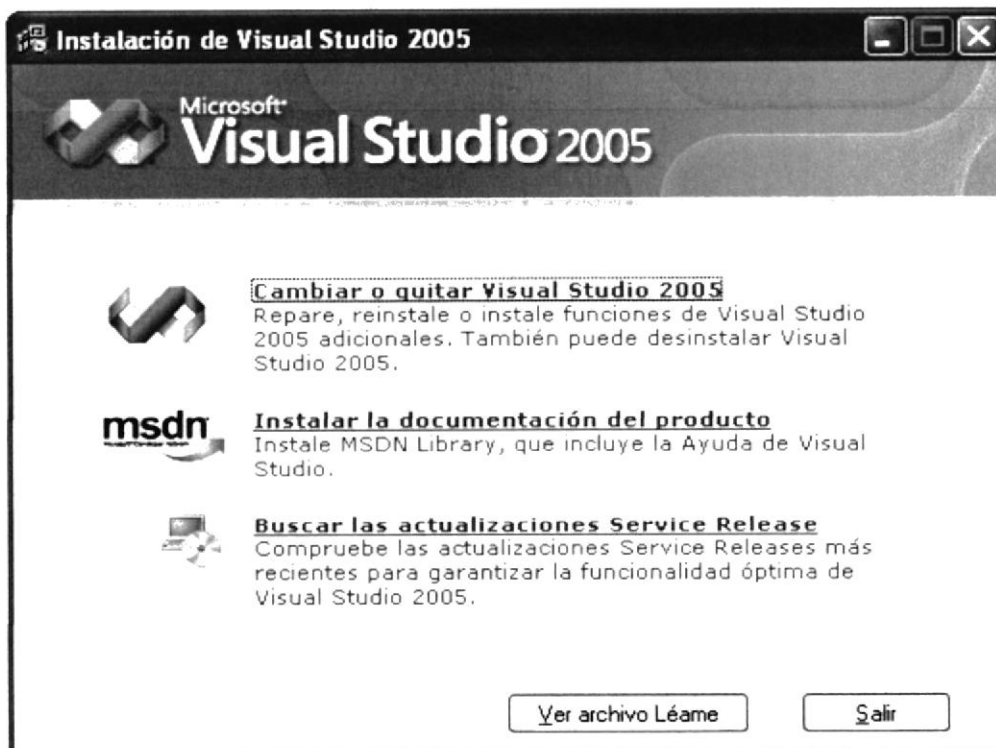 Instalación de Visual Studio 2005
Microsoft
Visual Studio 2005
Cambiar o quitar Visual Studio 2005
Repare, reinstale o instale funciones de Visual Studio
2005 adicionales. También puede desinstalar Visual
Studio 2005.
msdn
Instalar la documentación del producto
Instale MSDN Library, que incluye la Ayuda de Visual
Studio.
Buscar las actualizaciones Service Release
Compruebe las actualizaciones Service Releases más
recientes para garantizar la funcionalidad óptima de
Visual Studio 2005.
Ver archivo Léame
Salir